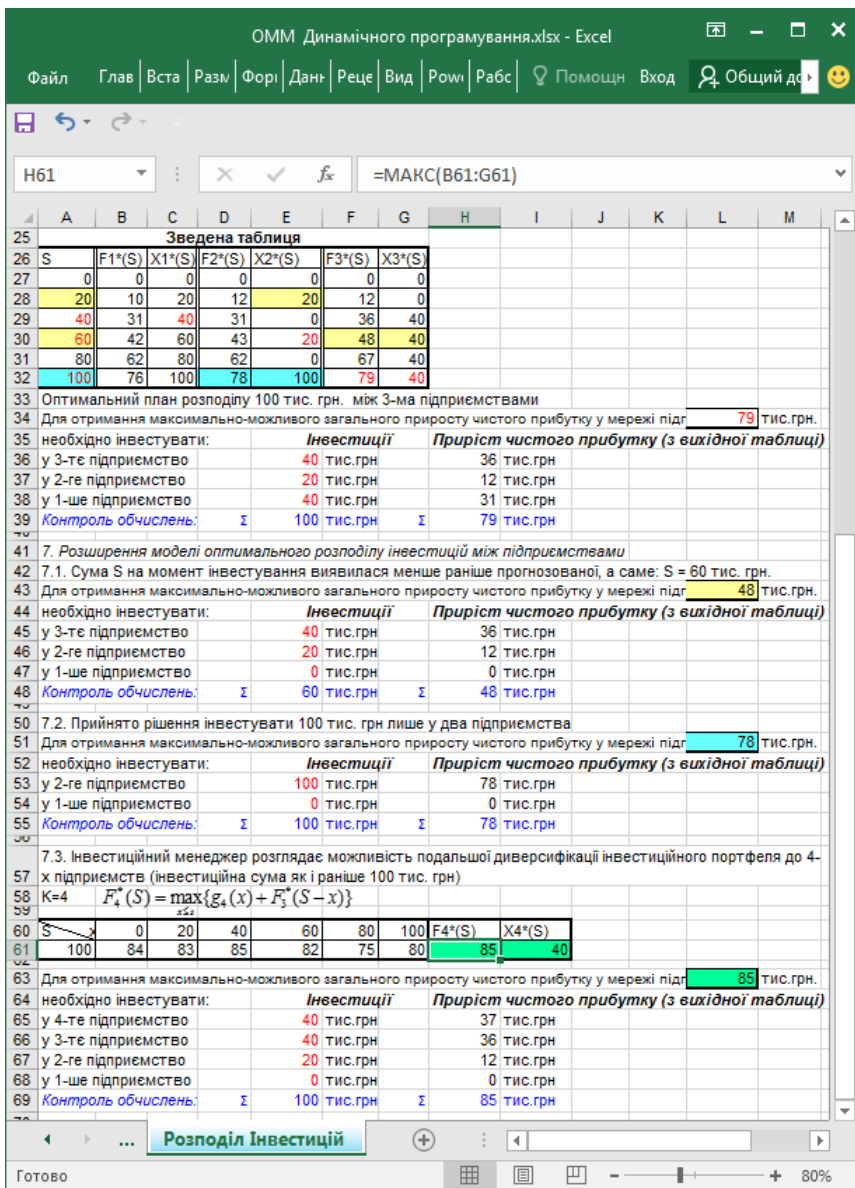 ОММ Динамічного програмування.xlsx - Excel
Файл Глав Вста Разм Форм Данн Реце Вид Powe Рабс Помощн Вход Общий до
H61 fx =МАКС(B61:G61)
A B C D E F G H I J K L M
25 Зведена таблиця
26 S F1*(S) X1*(S) F2*(S) X2*(S) F3*(S) X3*(S)
27 0 0 0 0 0 0 0
28 20 10 20 12 20 12 0
29 40 31 40 31 0 36 40
30 60 42 60 43 20 48 40
31 80 62 80 62 0 67 40
32 100 76 100 78 100 79 40
33 Оптимальний план розподілу 100 тис. грн. між 3-ма підприємствами
34 Для отримання максимально-можливого загального приросту чистого прибутку у мережі підг 79 тис.грн.
35 необхідно інвестувати: Інвестиції Приріст чистого прибутку (з вихідної таблиці)
36 у 3-тє підприємство 40 тис.грн 36 тис.грн
37 у 2-ге підприємство 20 тис.грн 12 тис.грн
38 у 1-ше підприємство 40 тис.грн 31 тис.грн
39 Контроль обчислень: Σ 100 тис.грн Σ 79 тис.грн
41 7. Розширення моделі оптимального розподілу інвестицій між підприємствами
42 7.1. Сума S на момент інвестування виявилася менше раніше прогнозованої, а саме: S = 60 тис. грн.
43 Для отримання максимально-можливого загального приросту чистого прибутку у мережі підг 48 тис.грн.
44 необхідно інвестувати: Інвестиції Приріст чистого прибутку (з вихідної таблиці)
45 у 3-тє підприємство 40 тис.грн 36 тис.грн
46 у 2-ге підприємство 20 тис.грн 12 тис.грн
47 у 1-ше підприємство 0 тис.грн 0 тис.грн
48 Контроль обчислень: Σ 60 тис.грн Σ 48 тис.грн
50 7.2. Прийнято рішення інвестувати 100 тис. грн лише у два підприємства
51 Для отримання максимально-можливого загального приросту чистого прибутку у мережі підг 78 тис.грн.
52 необхідно інвестувати: Інвестиції Приріст чистого прибутку (з вихідної таблиці)
53 у 2-ге підприємство 100 тис.грн 78 тис.грн
54 у 1-ше підприємство 0 тис.грн 0 тис.грн
55 Контроль обчислень: Σ 100 тис.грн Σ 78 тис.грн
7.3. Інвестиційний менеджер розглядає можливість подальшої диверсифікації інвестиційного портфеля до 4-
57 х підприємств (інвестиційна сума як і раніше 100 тис. грн)
58 K=4 F₄*(S) = max{g₄(x) + F₃*(S−x)}
59 x≤s
60 S x 0 20 40 60 80 100 F4*(S) X4*(S)
61 100 84 83 85 82 75 80 85 40
63 Для отримання максимально-можливого загального приросту чистого прибутку у мережі підг 85 тис.грн.
64 необхідно інвестувати: Інвестиції Приріст чистого прибутку (з вихідної таблиці)
65 у 4-те підприємство 40 тис.грн 37 тис.грн
66 у 3-тє підприємство 40 тис.грн 36 тис.грн
67 у 2-ге підприємство 20 тис.грн 12 тис.грн
68 у 1-ше підприємство 0 тис.грн 0 тис.грн
69 Контроль обчислень: Σ 100 тис.грн Σ 85 тис.грн
... Розподіл Інвестицій
Готово 80%